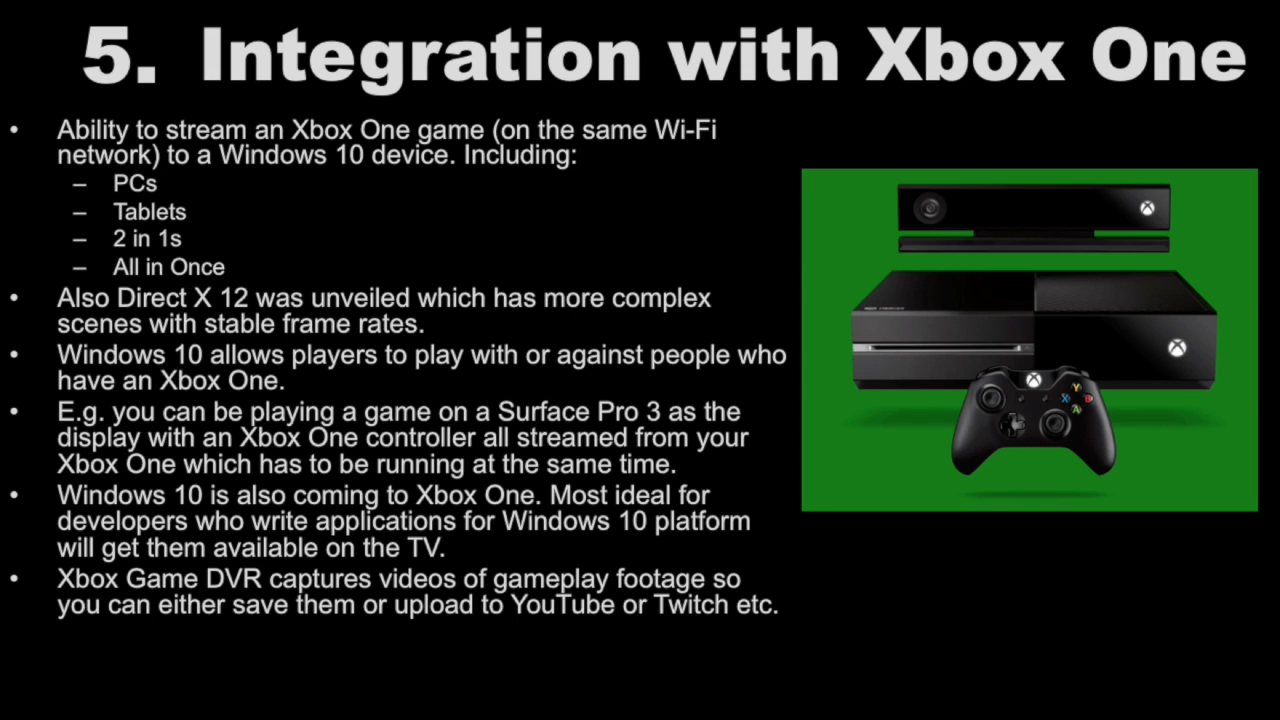 5. Integration with Xbox One
• Ability to stream an Xbox One game (on the same Wi-Fi
network) to a Windows 10 device. Including:
– PCs
– Tablets
– 2 in 1s
– All in Once
• Also Direct X 12 was unveiled which has more complex
scenes with stable frame rates.
• Windows 10 allows players to play with or against people who
have an Xbox One.
• E.g. you can be playing a game on a Surface Pro 3 as the
display with an Xbox One controller all streamed from your
Xbox One which has to be running at the same time.
• Windows 10 is also coming to Xbox One. Most ideal for
developers who write applications for Windows 10 platform
will get them available on the TV.
• Xbox Game DVR captures videos of gameplay footage so
you can either save them or upload to YouTube or Twitch etc.
Y
X
B
A